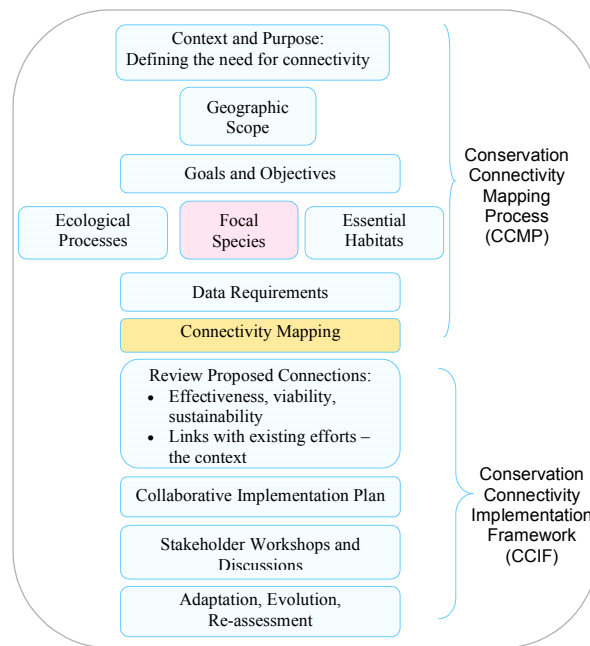 Context and Purpose:
Defining the need for connectivity
Geographic
Scope
Goals and Objectives
Ecological
Processes
Focal
Species
Essential
Habitats
Data Requirements
Connectivity Mapping
Conservation
Connectivity
Mapping
Process
(CCMP)
Review Proposed Connections:
• Effectiveness, viability,
sustainability
• Links with existing efforts –
the context
Collaborative Implementation Plan
Stakeholder Workshops and
Discussions
Adaptation, Evolution,
Re-assessment
Conservation
Connectivity
Implementation
Framework
(CCIF)